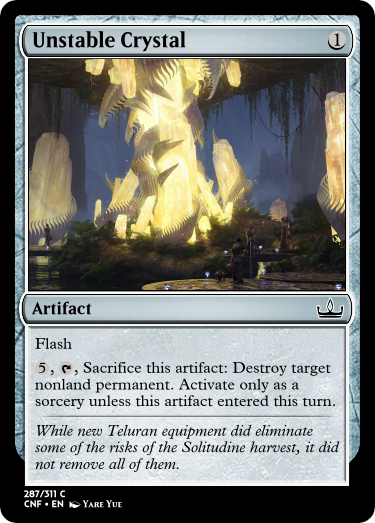 Unstable Crystal 1
Artifact
Flash
5, T, Sacrifice this artifact: Destroy target
nonland permanent. Activate only as a
sorcery unless this artifact entered this turn.
While new Teluran equipment did eliminate
some of the risks of the Solitudine harvest, it did
not remove all of them.
287/311 C
CNF • EN Yare Yue